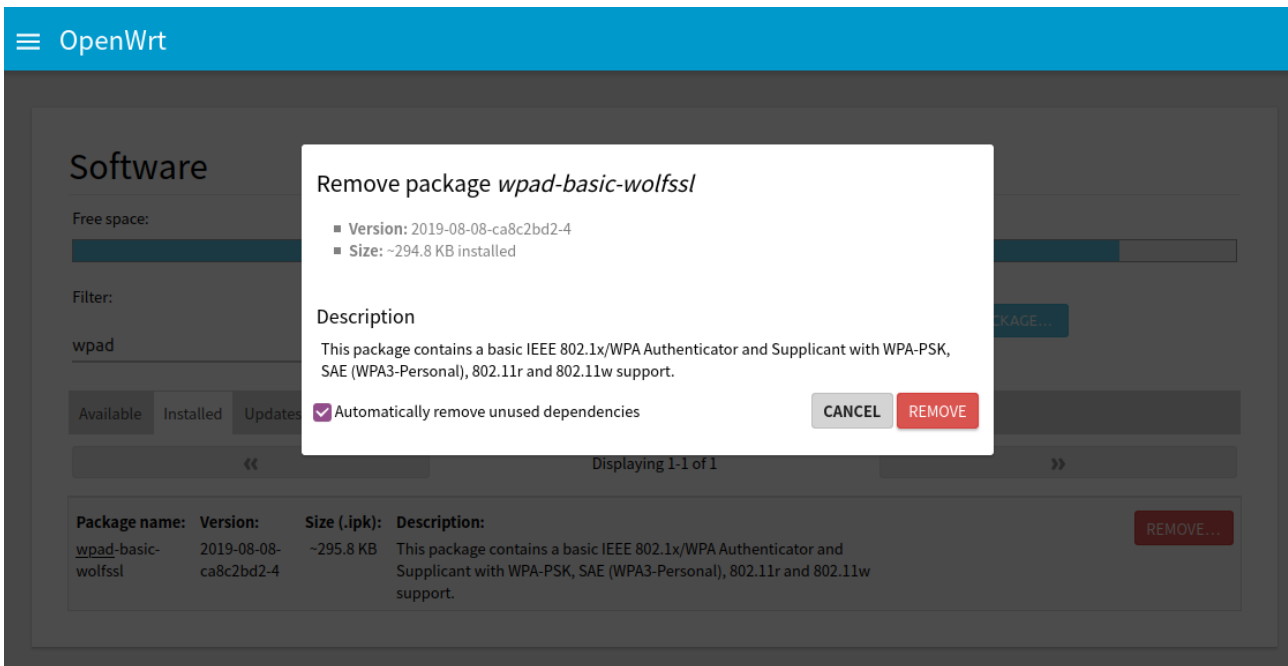 OpenWrt
Software
Free space:
Filter:
wpad
CKAGE...
Available Installed Updates
«
Displaying 1-1 of 1
»
Package name: Version: Size (.ipk): Description:
wpad-basic-wolfssl
2019-08-08-ca8c2bd2-4
~295.8 KB
This package contains a basic IEEE 802.1x/WPA Authenticator and
Supplicant with WPA-PSK, SAE (WPA3-Personal), 802.11r and 802.11w
support.
REMOVE...
Remove package wpad-basic-wolfssl
Version: 2019-08-08-ca8c2bd2-4
Size: ~294.8 KB installed
Description
This package contains a basic IEEE 802.1x/WPA Authenticator and Supplicant with WPA-PSK,
SAE (WPA3-Personal), 802.11r and 802.11w support.
Automatically remove unused dependencies
CANCEL REMOVE